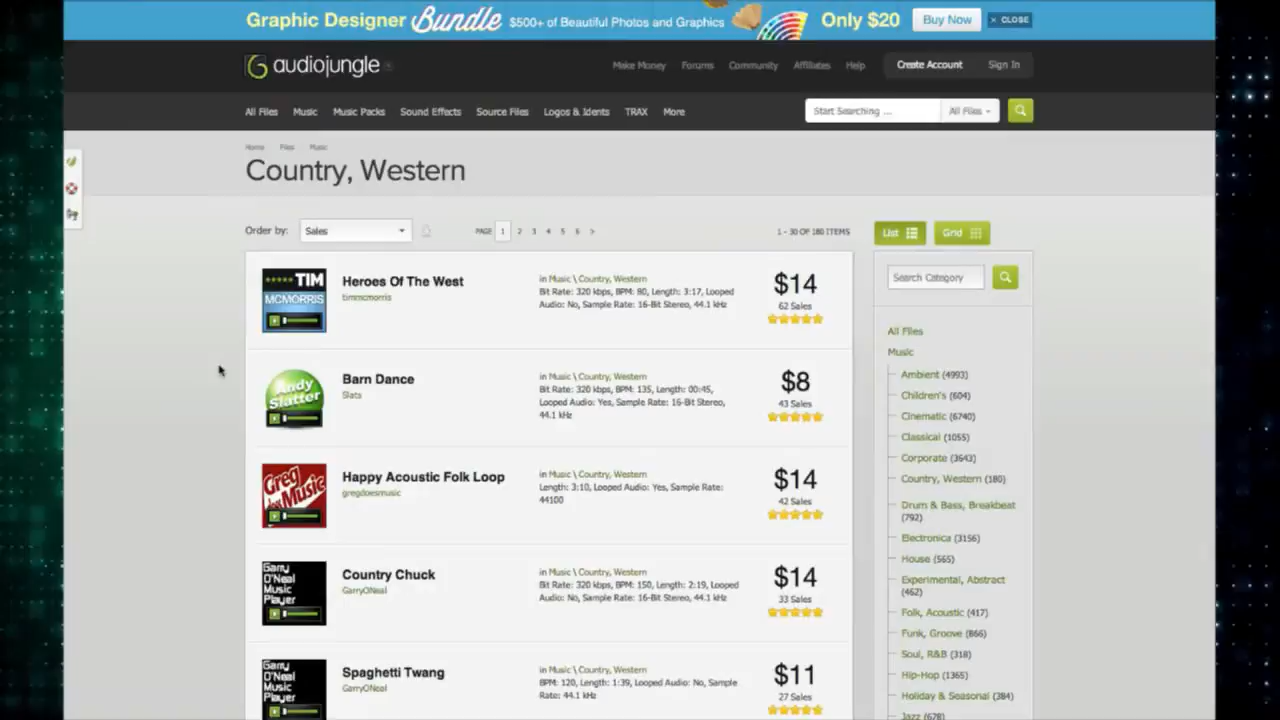 Graphic Designer Bundle $500+ of Beautiful Photos and Graphics Only $20 Buy Now × CLOSE
audiojungle
Make Money Forums Community Affiliates Help Create Account Sign In
All Files Music Music Packs Sound Effects Source Files Logos & Idents TRAX More
Start Searching ... All Files
Home Files Music
Country, Western
Order by: Sales PAGE 1 2 3 4 5 6 > 1 - 30 OF 180 ITEMS List Grid
TIM
MCMORRIS
Heroes Of The West
timmcmorris
in Music \ Country, Western
Bit Rate: 320 kbps, BPM: 80, Length: 3:17, Looped
Audio: No, Sample Rate: 16-Bit Stereo, 44.1 kHz
$14
62 Sales
Andy
Slatter
Barn Dance
Slats
in Music \ Country, Western
Bit Rate: 320 kbps, BPM: 135, Length: 00:45,
Looped Audio: Yes, Sample Rate: 16-Bit Stereo,
44.1 kHz
$8
43 Sales
Greg
Music
Happy Acoustic Folk Loop
gregdoesmusic
in Music \ Country, Western
Length: 3:10, Looped Audio: Yes, Sample Rate:
44100
$14
42 Sales
Garry
O'Neal
Music
Player
Country Chuck
GarryONeal
in Music \ Country, Western
Bit Rate: 320 kbps, BPM: 150, Length: 2:19, Looped
Audio: No, Sample Rate: 16-Bit Stereo, 44.1 kHz
$14
33 Sales
Garry
O'Neal
Music
Player
Spaghetti Twang
GarryONeal
in Music \ Country, Western
BPM: 120, Length: 1:39, Looped Audio: No, Sample
Rate: 44.1 kHz
$11
27 Sales
Search Category
All Files
Music
Ambient (4993)
Children's (604)
Cinematic (6740)
Classical (1055)
Corporate (3643)
Country, Western (180)
Drum & Bass, Breakbeat
(792)
Electronica (3156)
House (565)
Experimental, Abstract
(462)
Folk, Acoustic (417)
Funk, Groove (866)
Soul, R&B (318)
Hip-Hop (1365)
Holiday & Seasonal (384)
Jazz (678)